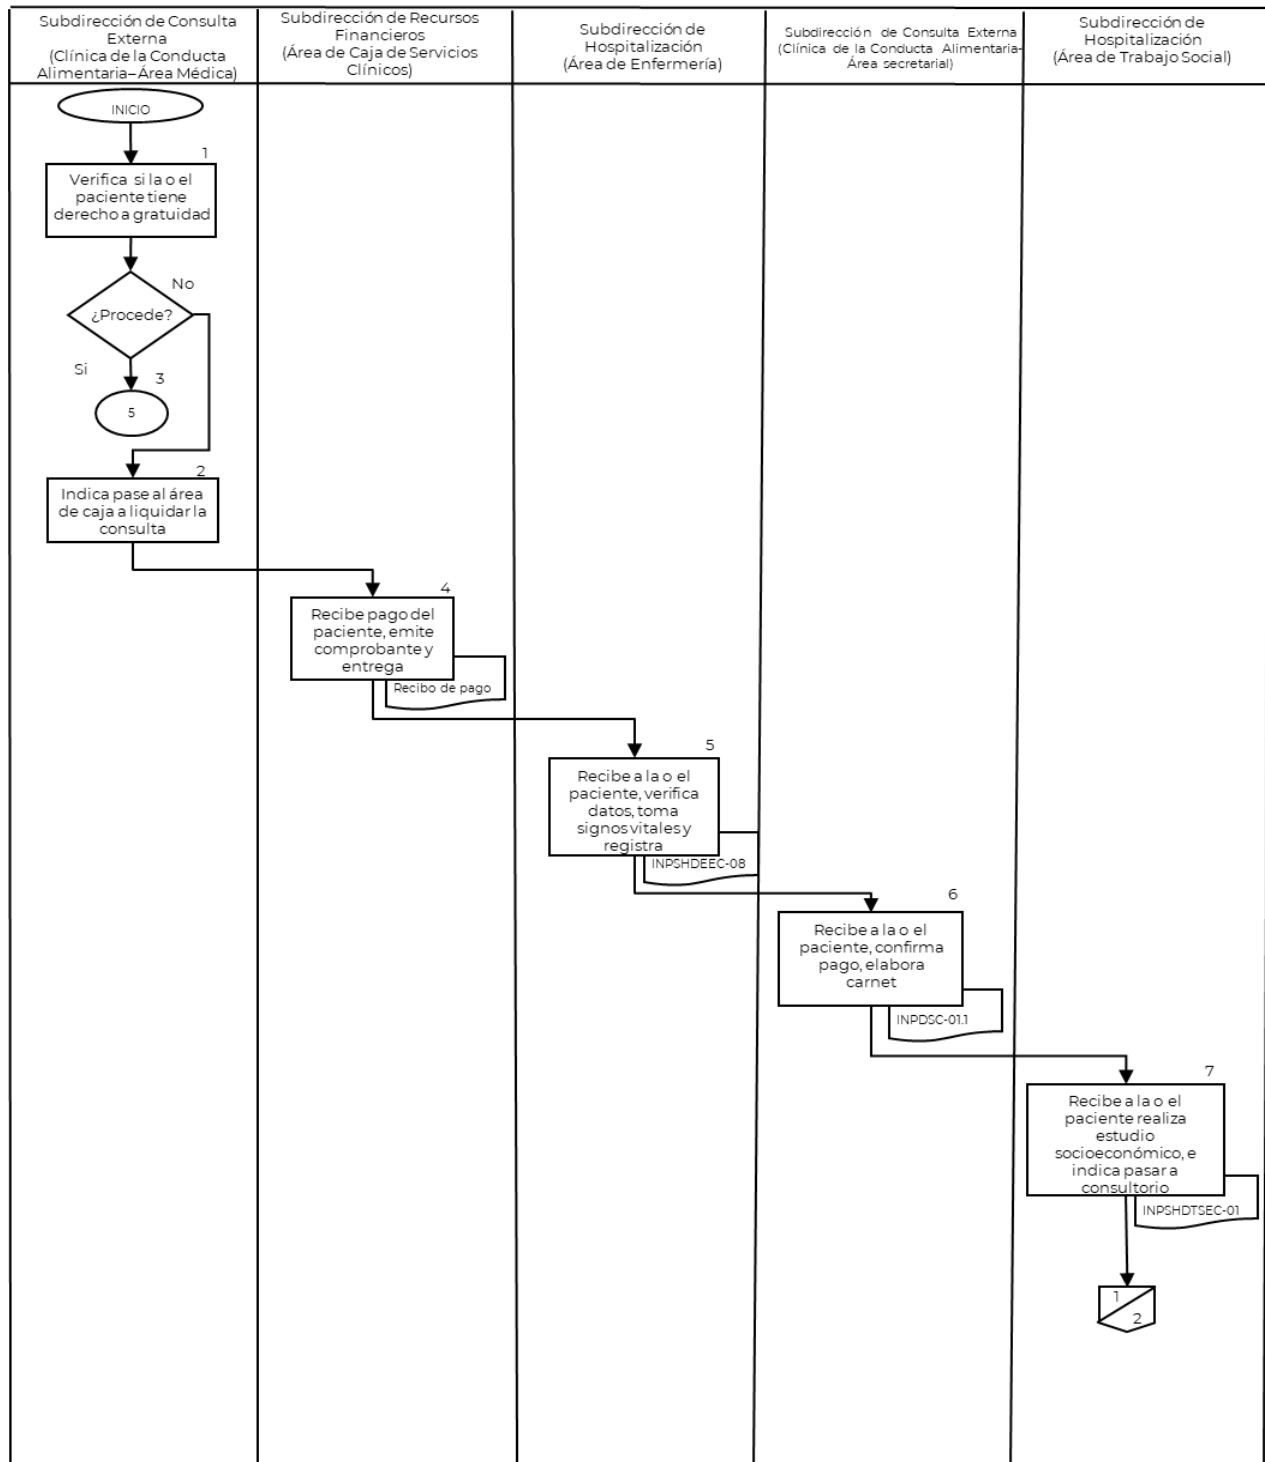 Subdirección de Consulta
Externa
(Clínica de la Conducta
Alimentaria–Área Médica)
Subdirección de Recursos
Financieros
(Área de Caja de Servicios
Clínicos)
Subdirección de
Hospitalización
(Área de Enfermería)
Subdirección de Consulta Externa
(Clínica de la Conducta Alimentaria-
Área secretarial)
Subdirección de
Hospitalización
(Área de Trabajo Social)
INICIO
1
Verifica si la o el
paciente tiene
derecho a gratuidad
No
¿Procede?
Si
3
5
2
Indica pase al área
de caja a liquidar la
consulta
4
Recibe pago del
paciente, emite
comprobante y
entrega
Recibo de pago
5
Recibe a la o el
paciente, verifica
datos, toma
signos vitales y
registra
INPSHDEEC-08
6
Recibe a la o el
paciente, confirma
pago, elabora
carnet
INPDSC-01.1
7
Recibe a la o el
paciente realiza
estudio
socioeconómico, e
indica pasar a
consultorio
INPSHDTSEC-01
1
2